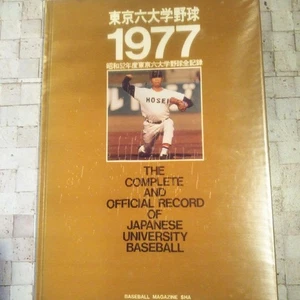 東京六大学野球
1977
昭和52年度東京六大学野球全記録
HOSEI
THE
COMPLETE
AND
OFFICIAL RECORD
OF
JAPANESE
UNIVERSITY
BASEBALL
BASEBALL MAGAZINE SHA